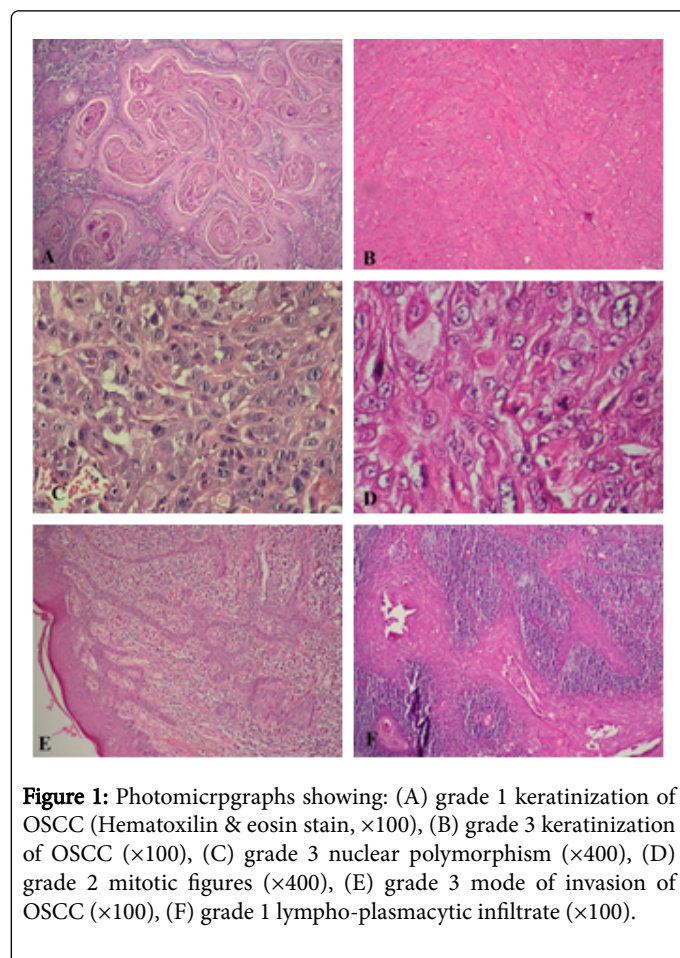 A
B
C
D
E
F
Figure 1: Photomicrpgraphs showing: (A) grade 1 keratinization of
OSCC (Hematoxilin & eosin stain, ×100), (B) grade 3 keratinization
of OSCC (×100), (C) grade 3 nuclear polymorphism (×400), (D)
grade 2 mitotic figures (×400), (E) grade 3 mode of invasion of
OSCC (×100), (F) grade 1 lympho-plasmacytic infiltrate (×100).